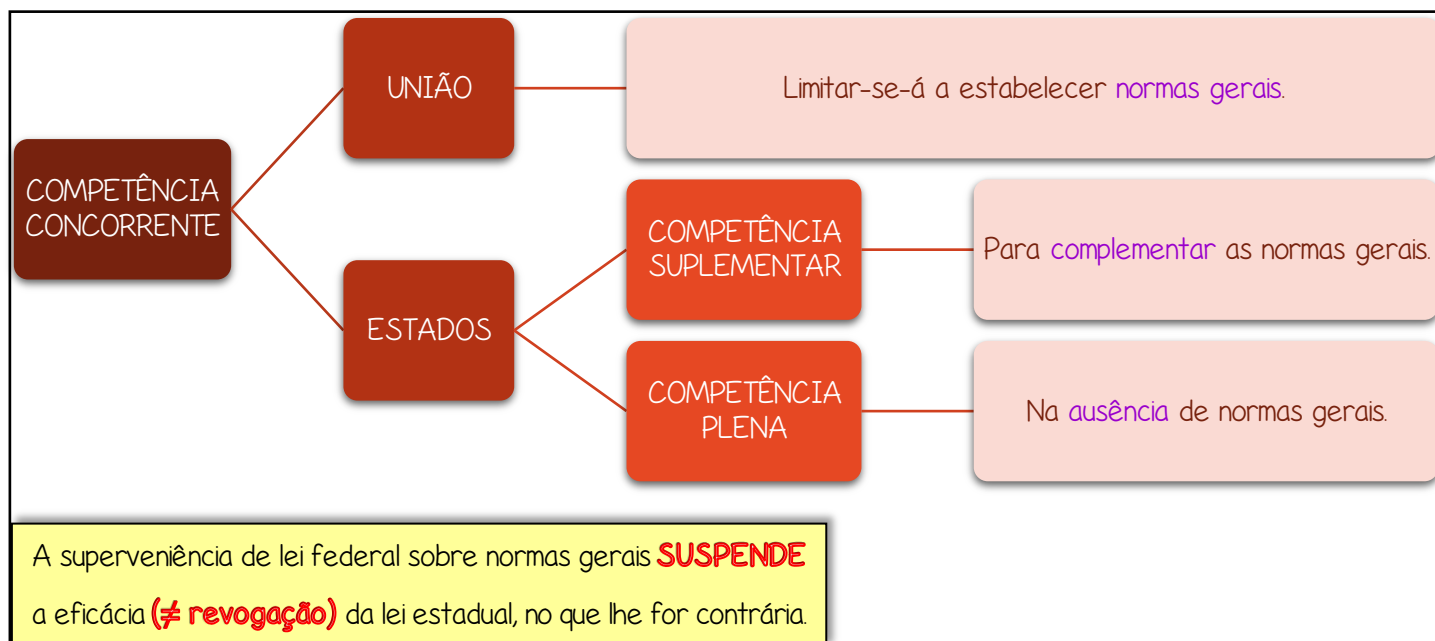 COMPETÊNCIA
CONCORRENTE
UNIÃO
Limitar-se-á a estabelecer normas gerais.
ESTADOS
COMPETÊNCIA
SUPLEMENTAR
Para complementar as normas gerais.
COMPETÊNCIA
PLENA
Na ausência de normas gerais.
A superveniência de lei federal sobre normas gerais SUSPENDE
a eficácia (≠ revogação) da lei estadual, no que lhe for contrária.